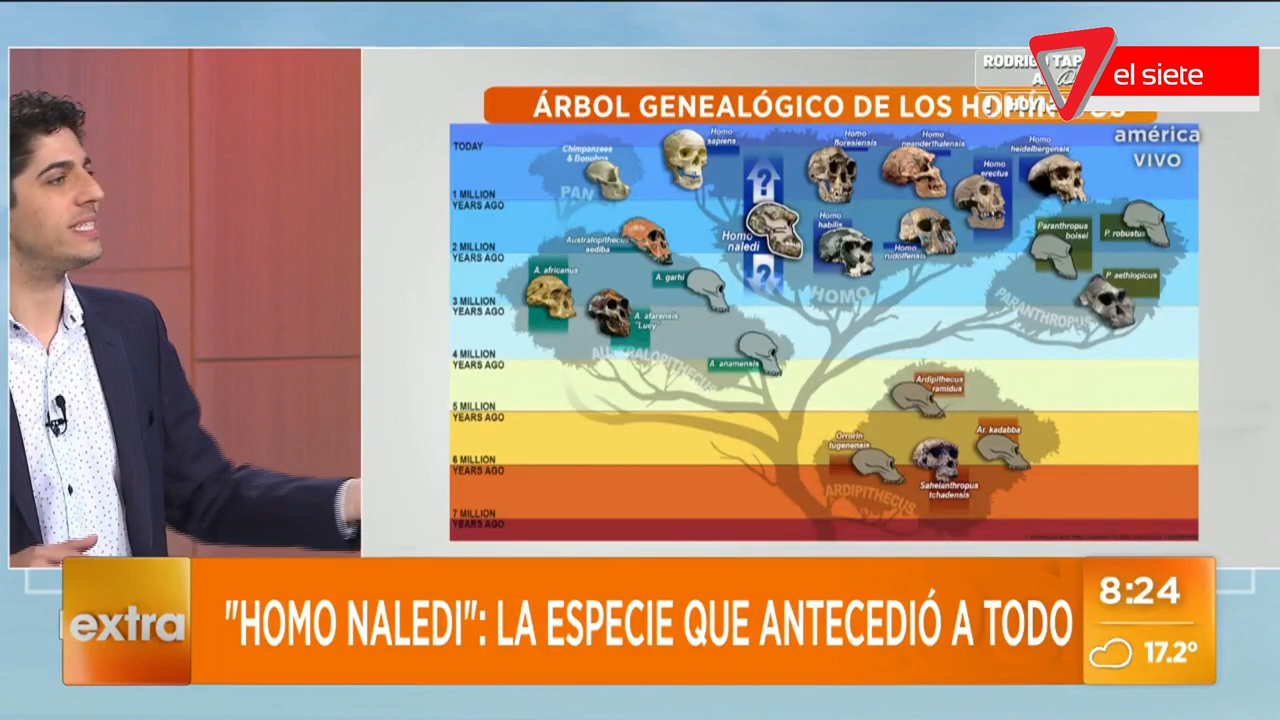 el siete
américa
VIVO
ÁRBOL GENEALÓGICO DE LOS
TODAY
1 MILLION
YEARS AGO
2 MILLION
YEARS AGO
3 MILLION
YEARS AGO
4 MILLION
YEARS AGO
5 MILLION
YEARS AGO
6 MILLION
YEARS AGO
7 MILLION
YEARS AGO
Chimpanzees
& Bonobos
PAN
Homo
sapiens
Homo
floresiensis
Homo
neanderthalensis
Homo
heidelbergensis
Homo
erectus
?
Homo
naledi
?
Homo
habilis
Homo
rudolfensis
HOMO
Australopithecus
sediba
A. africanus
A. garhi
A. afarensis
"Lucy"
A. anamensis
AUSTRALOPITHECUS
Paranthropus
boisei
P. robustus
P. aethiopicus
PARANTHROPUS
Ardipithecus
ramidus
Orrorin
tugenensis
Ar. kadabba
Sahelanthropus
tchadensis
ARDIPITHECUS
extra
"HOMO NALEDI": LA ESPECIE QUE ANTECEDIÓ A TODO
8:24
17.2°